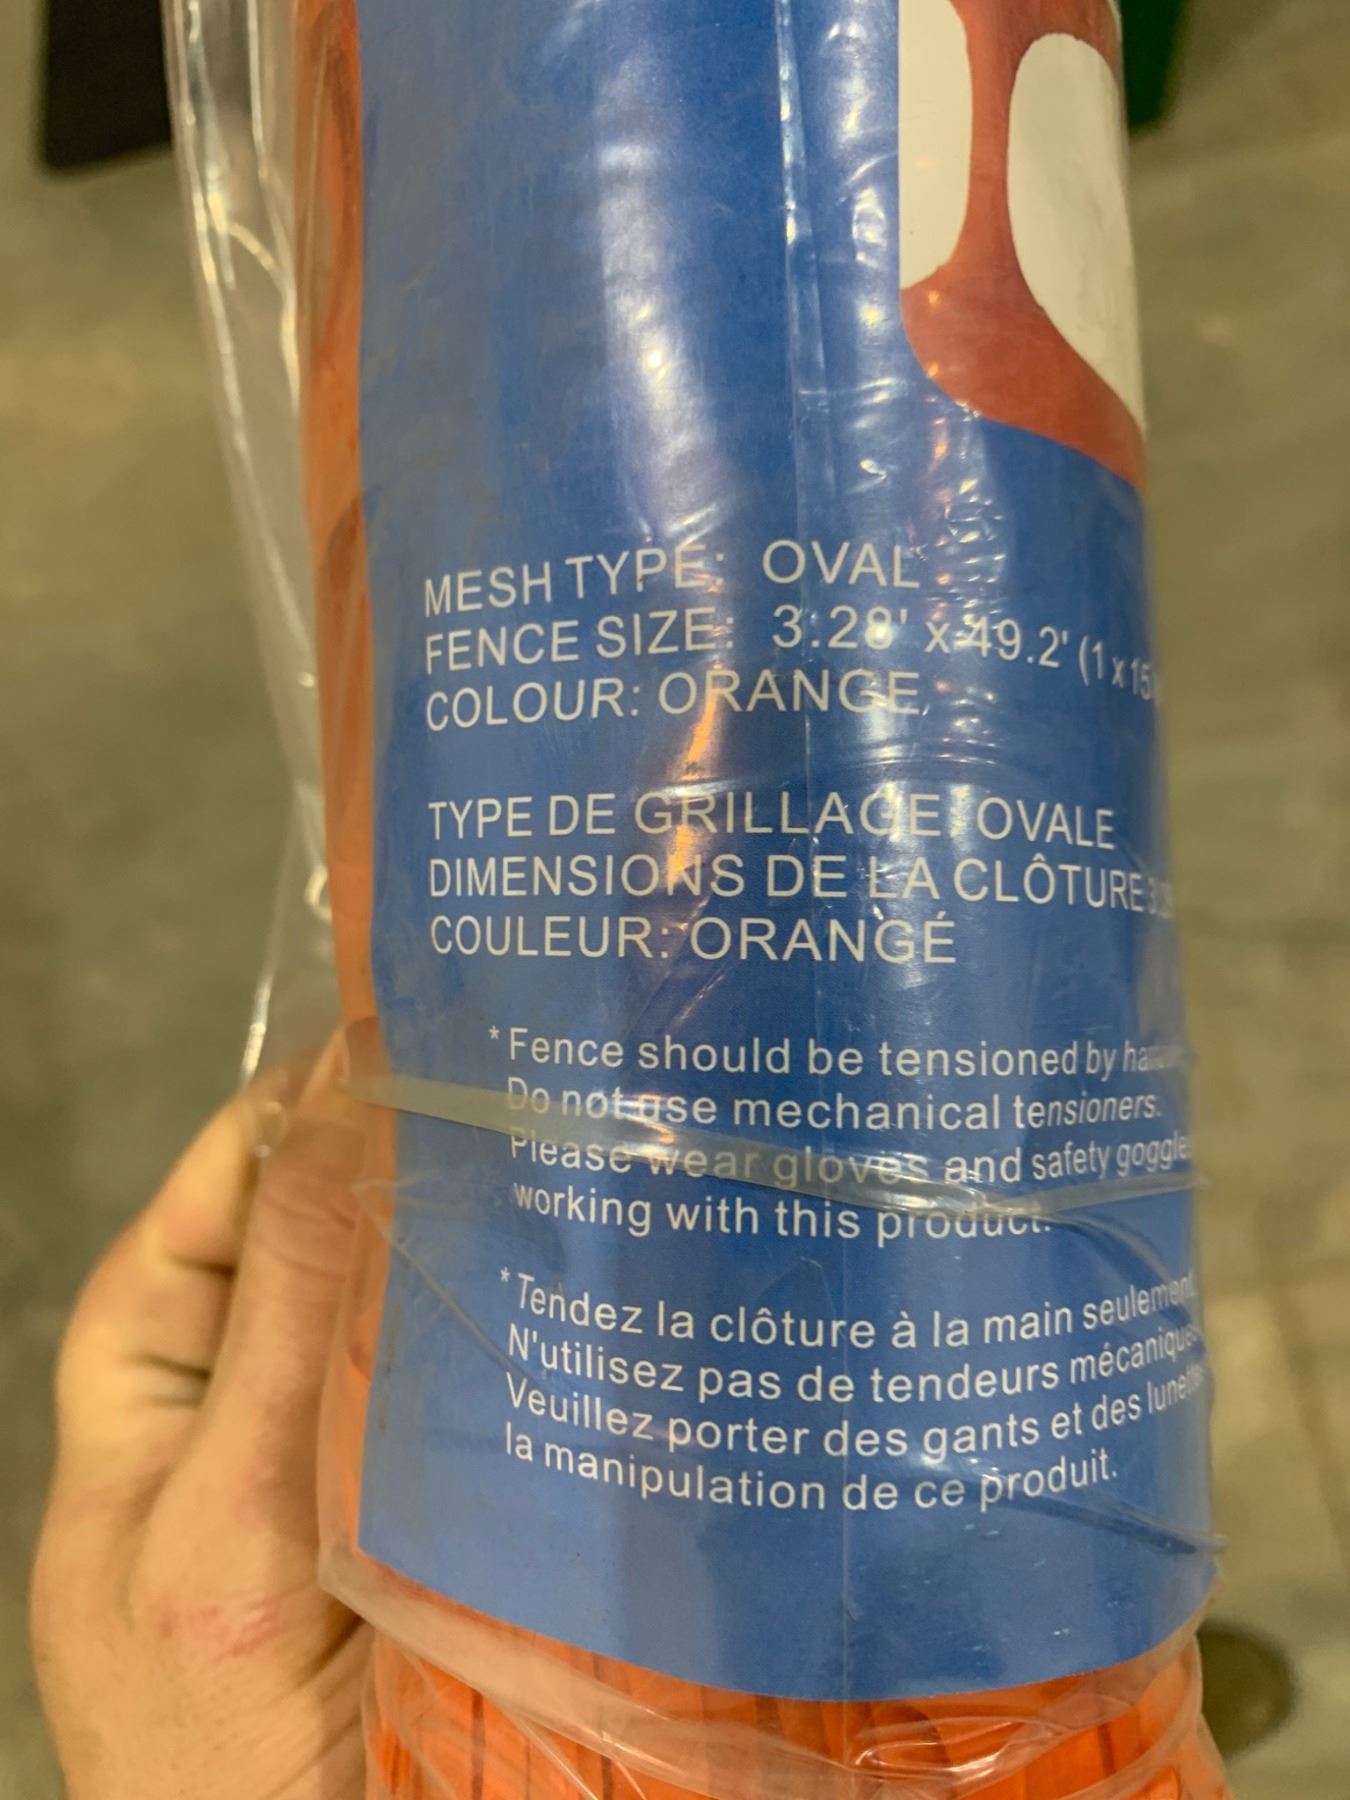 MESH TYPE: OVAL
FENCE SIZE: 3.28' x 49.2' (1 x 15
COLOUR: ORANGE
TYPE DE GRILLAGE: OVALE
DIMENSIONS DE LA CLÔTURE
COULEUR: ORANGÉ
* Fence should be tensioned by
Do not use mechanical tensioners.
Please wear gloves and safety
working with this product.
* Tendez la clôture à la main
N'utilisez pas de tendeurs
Veuillez porter des gants et des
la manipulation de ce produit.